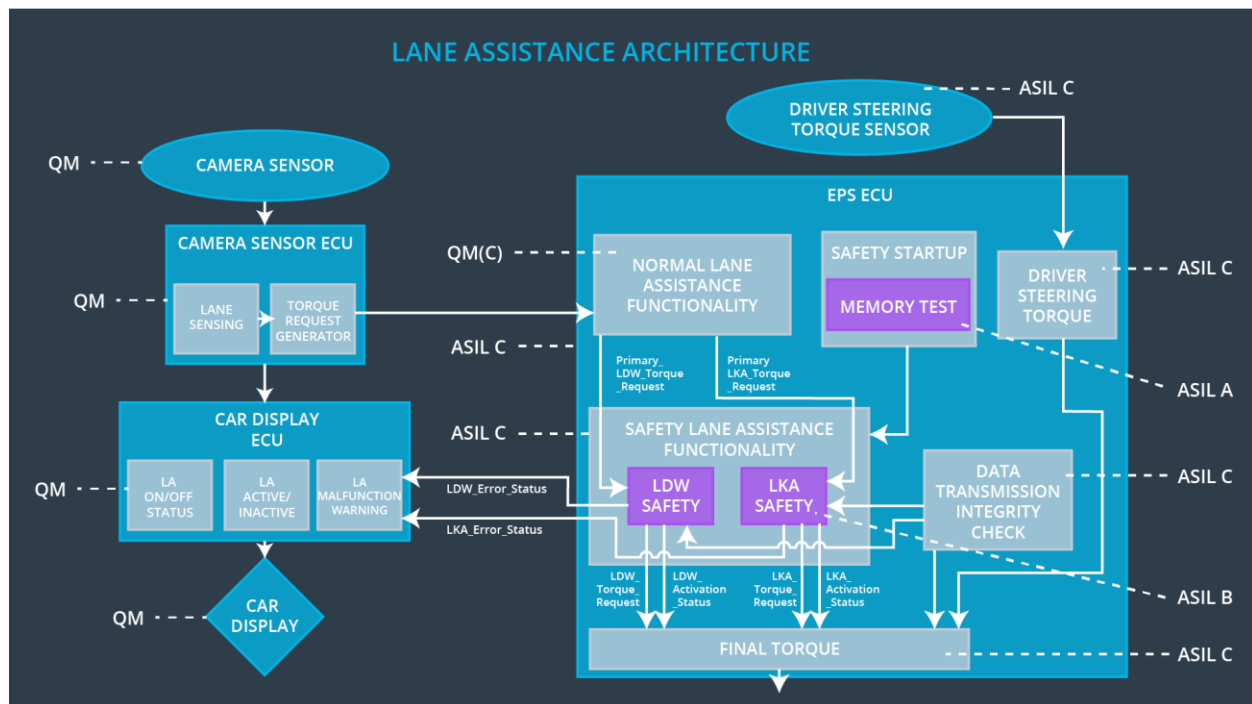 LANE ASSISTANCE ARCHITECTURE
ASIL C
DRIVER STEERING
TORQUE SENSOR
QM
CAMERA SENSOR
EPS ECU
CAMERA SENSOR ECU
QM(C)
NORMAL LANE
ASSISTANCE
FUNCTIONALITY
SAFETY STARTUP
MEMORY TEST
DRIVER
STEERING
TORQUE
ASIL C
QM
LANE
SENSING
TORQUE
REQUEST
GENERATOR
ASIL C
Primary_
LDW_Torque
_Request
Primary
LKA_Torque
_Request
ASIL A
CAR DISPLAY
ECU
ASIL C
SAFETY LANE ASSISTANCE
FUNCTIONALITY
QM
LA
ON/OFF
STATUS
LA
ACTIVE/
INACTIVE
LA
MALFUNCTION
WARNING
LDW_Error_Status
LKA_Error_Status
LDW
SAFETY
LKA
SAFETY
DATA
TRANSMISSION
INTEGRITY
CHECK
ASIL C
LDW_
Torque_
Request
LDW_
Activation
_Status
LKA_
Torque_
Request
LKA_
Activation
_Status
ASIL B
QM
CAR
DISPLAY
FINAL TORQUE
ASIL C